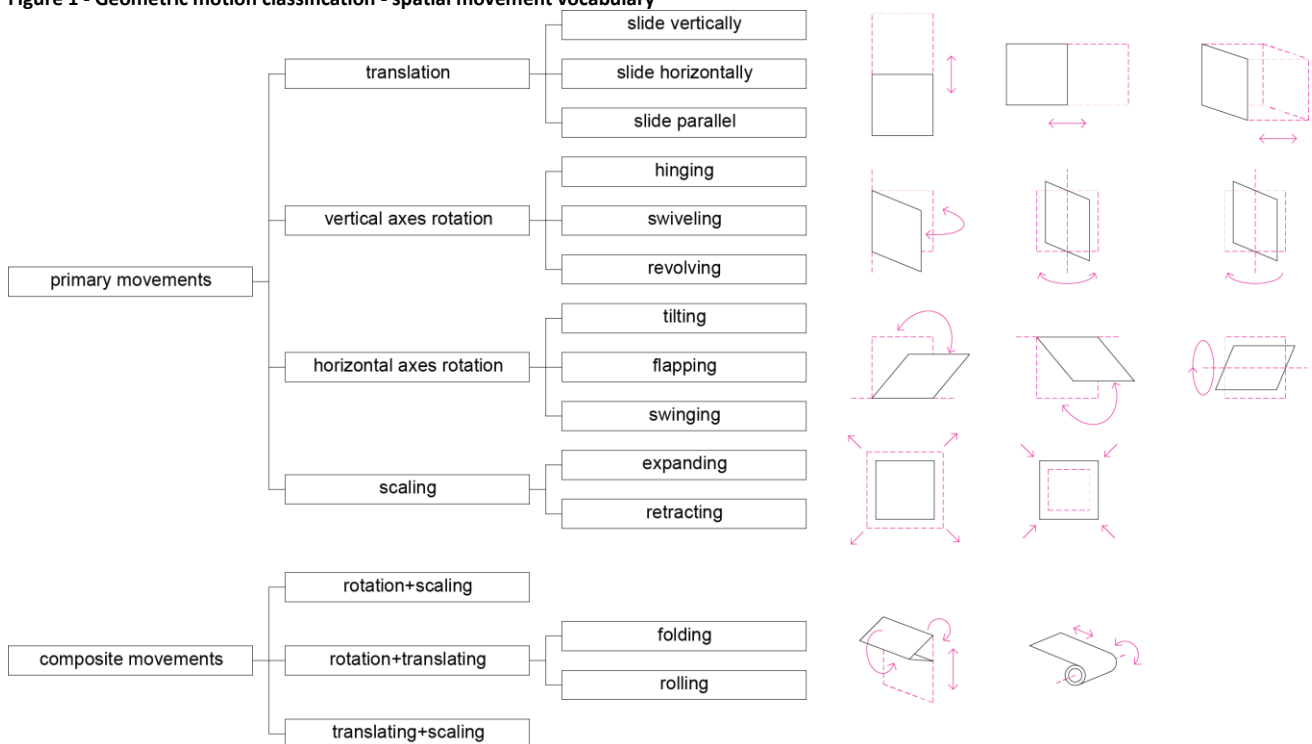 Figure 1 - Geometric motion classification - spatial movement vocabulary
slide vertically
translation
slide horizontally
slide parallel
hinging
vertical axes rotation
swiveling
revolving
primary movements
tilting
horizontal axes rotation
flapping
swinging
expanding
scaling
retracting
rotation+scaling
folding
composite movements
rotation+translating
rolling
translating+scaling